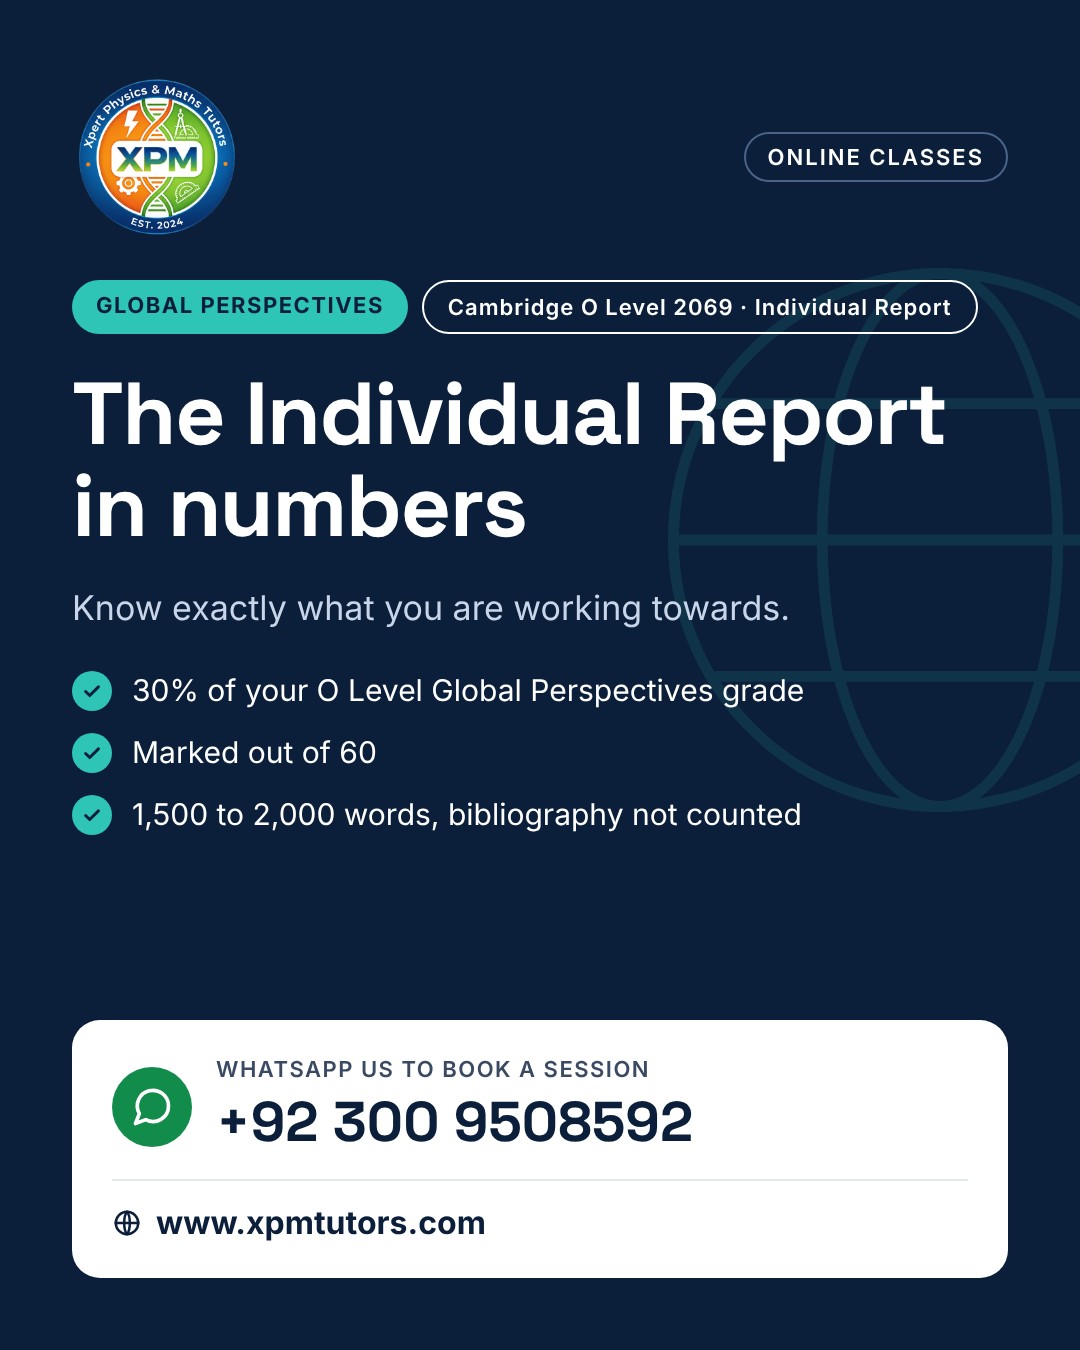 Xpert Physics & Maths Tutors
XPM
EST. 2024
ONLINE CLASSES
GLOBAL PERSPECTIVES
Cambridge O Level 2069 · Individual Report
The Individual Report
in numbers
Know exactly what you are working towards.
30% of your O Level Global Perspectives grade
Marked out of 60
1,500 to 2,000 words, bibliography not counted
WHATSAPP US TO BOOK A SESSION
+92 300 9508592
www.xpmtutors.com